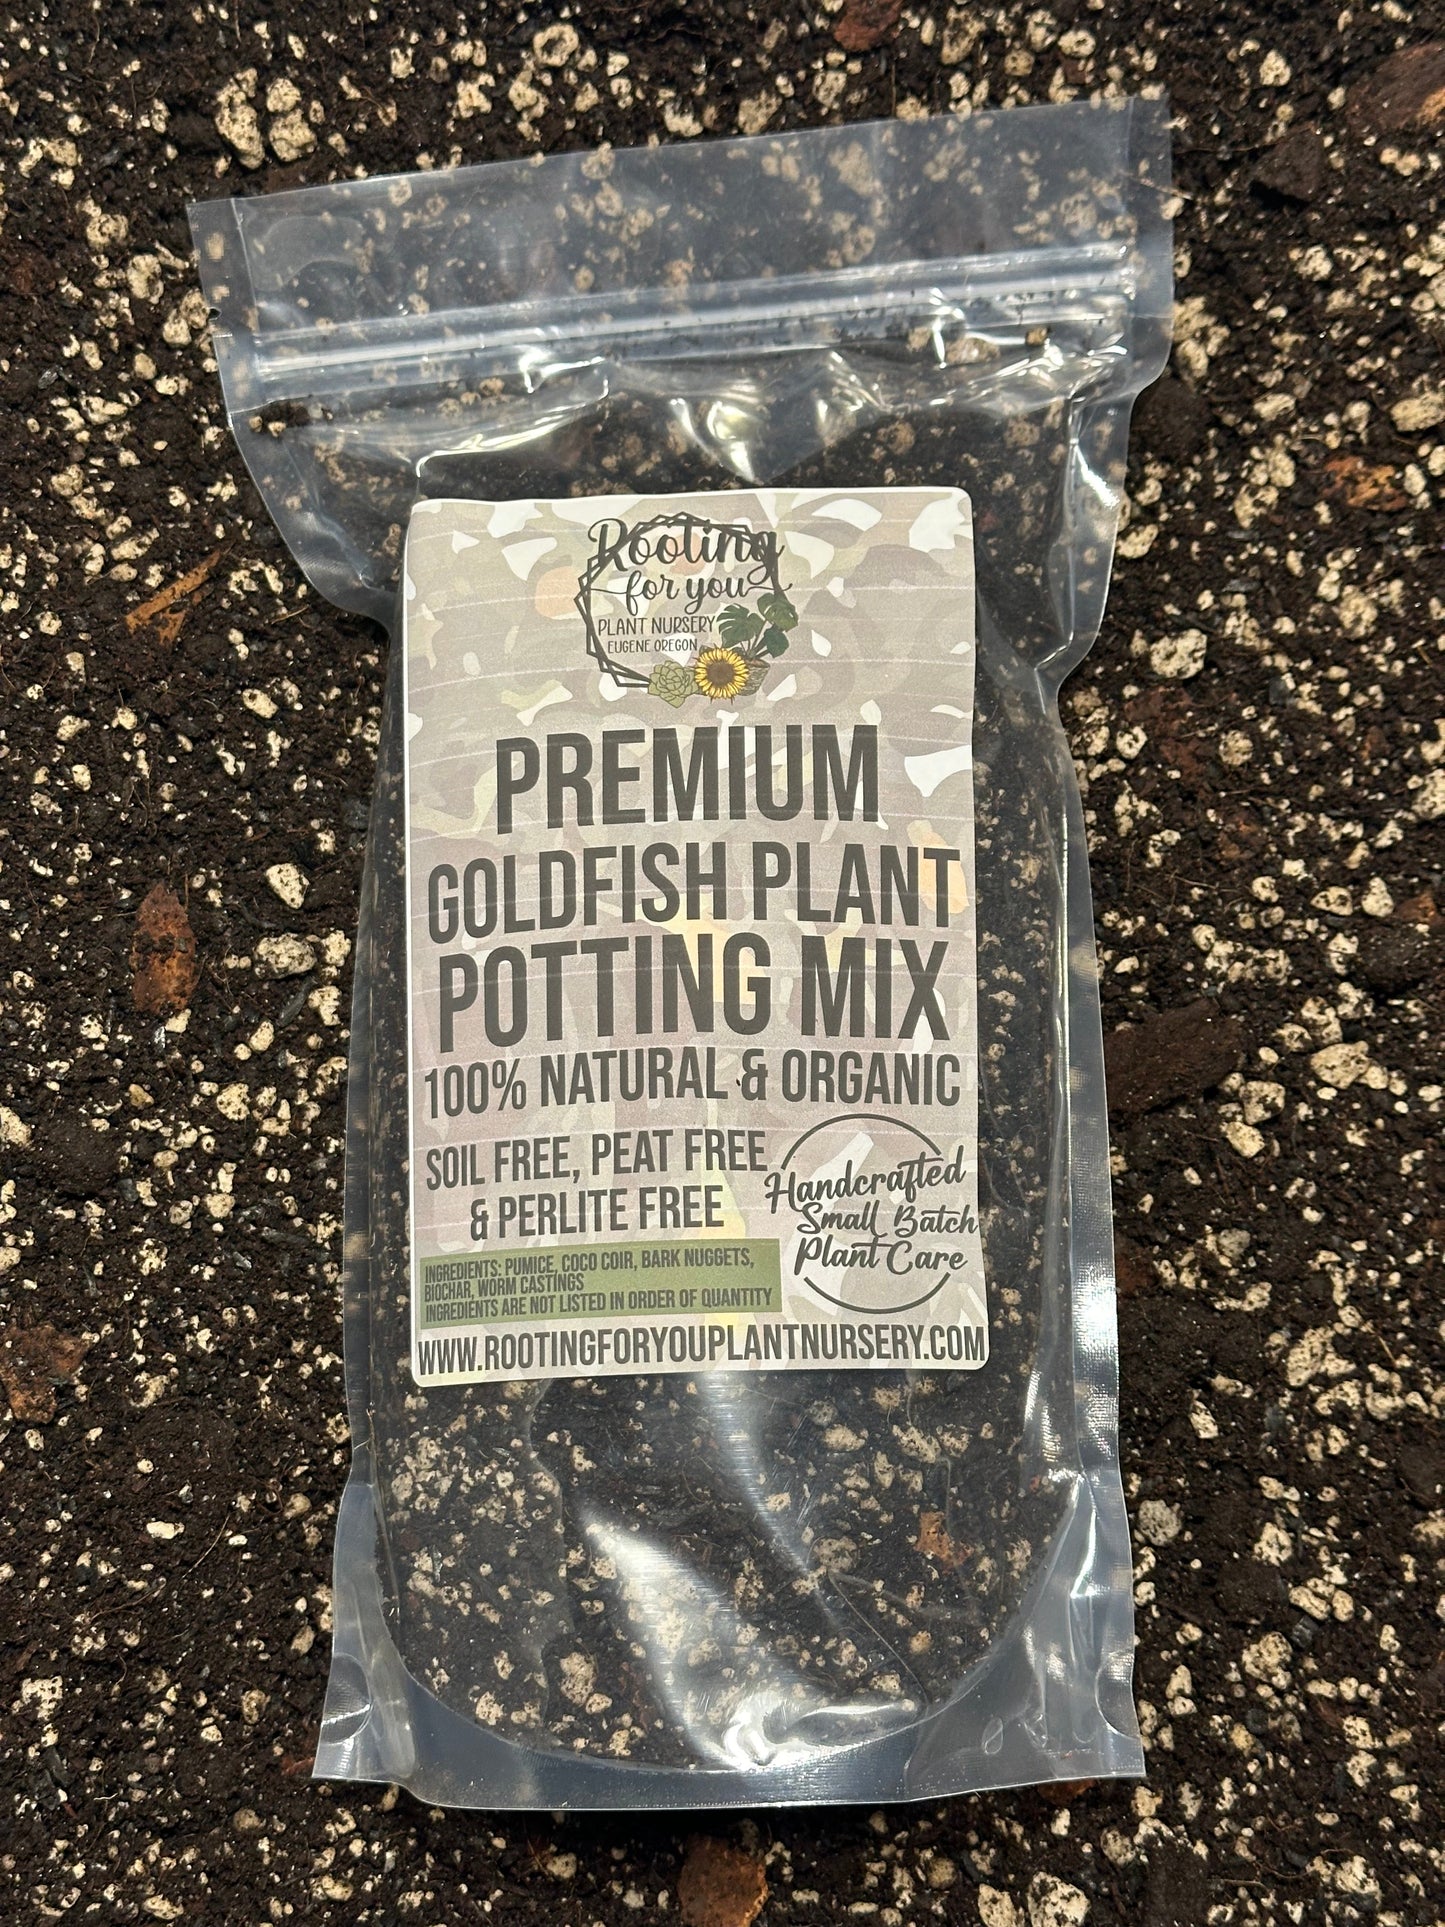 Rooting
for you
PLANT NURSERY
EUGENE OREGON
PREMIUM
GOLDFISH PLANT
POTTING MIX
100% NATURAL & ORGANIC
SOIL FREE, PEAT FREE
& PERLITE FREE
Handcrafted
Small Batch
Plant Care
INGREDIENTS: PUMICE, COCO COIR, BARK NUGGETS,
BIOCHAR, WORM CASTINGS
INGREDIENTS ARE NOT LISTED IN ORDER OF QUANTITY
WWW.ROOTINGFORYOUPLANTNURSERY.COM